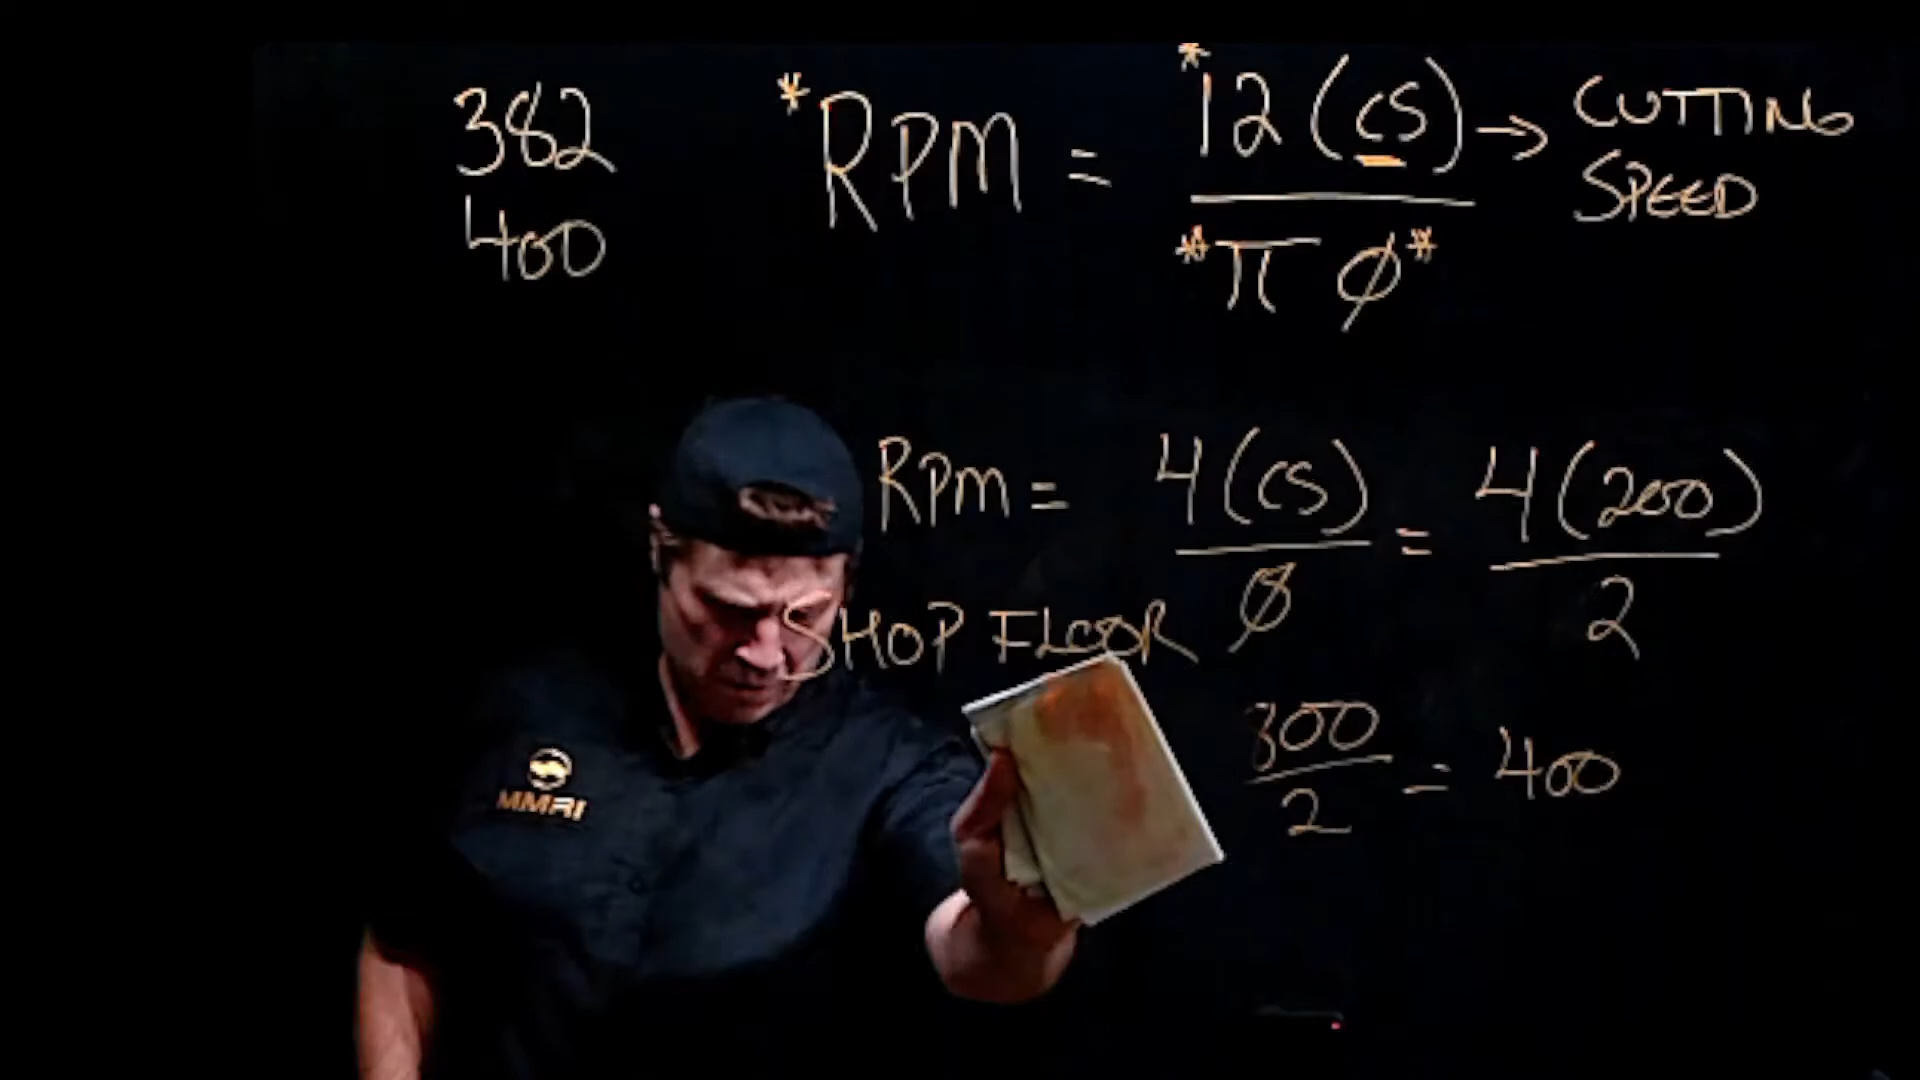 382
400
*RPM = *12 (CS) → CUTTING SPEED
*π Ø*
RPM = 4 (CS) = 4 (200)
Ø 2
SHOP FLOOR
800 = 400
2
MMRI